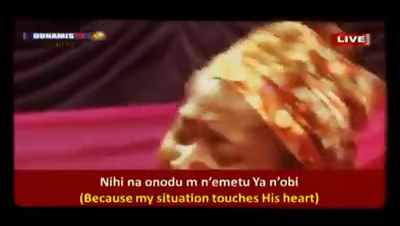 DUNAMIS
LIVE
Nihi na onodu m n'emetu Ya n'obi
(Because my situation touches His heart)